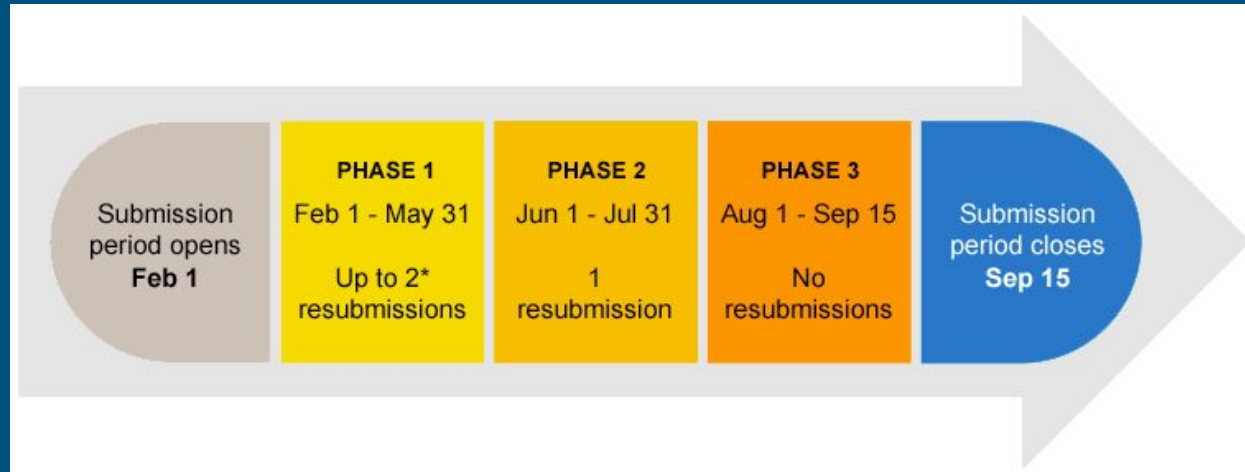 Submission
period opens
Feb 1
PHASE 1
Feb 1 - May 31
Up to 2*
resubmissions
PHASE 2
Jun 1 - Jul 31
1
resubmission
PHASE 3
Aug 1 - Sep 15
No
resubmissions
Submission
period closes
Sep 15